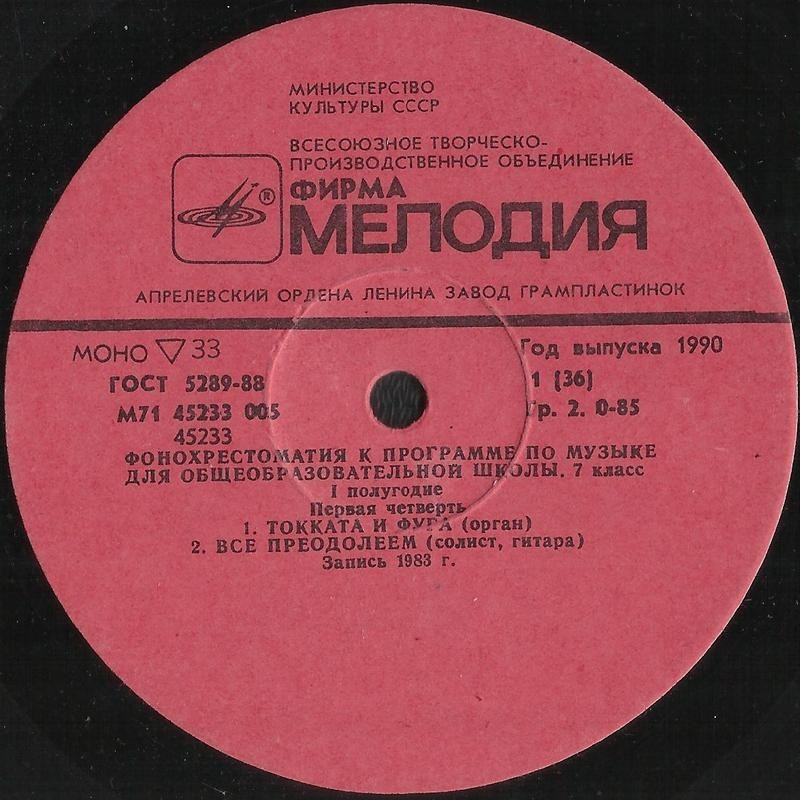 МИНИСТЕРСТВО
КУЛЬТУРЫ СССР
ВСЕСОЮЗНОЕ ТВОРЧЕСКО-
ПРОИЗВОДСТВЕННОЕ ОБЪЕДИНЕНИЕ
ФИРМА
®
МЕЛОДИЯ
АПРЕЛЕВСКИЙ ОРДЕНА ЛЕНИНА ЗАВОД ГРАМПЛАСТИНОК
МОНО ▽ 33
Год выпуска 1990
ГОСТ 5289-88
1 (36)
М71 45233 005
Гр. 2. 0-85
45233
ФОНОХРЕСТОМАТИЯ К ПРОГРАММЕ ПО МУЗЫКЕ
ДЛЯ ОБЩЕОБРАЗОВАТЕЛЬНОЙ ШКОЛЫ. 7 класс
I полугодие
Первая четверть
1. ТОККАТА И ФУГА (орган)
2. ВСЕ ПРЕОДОЛЕЕМ (солист, гитара)
Запись 1983 г.